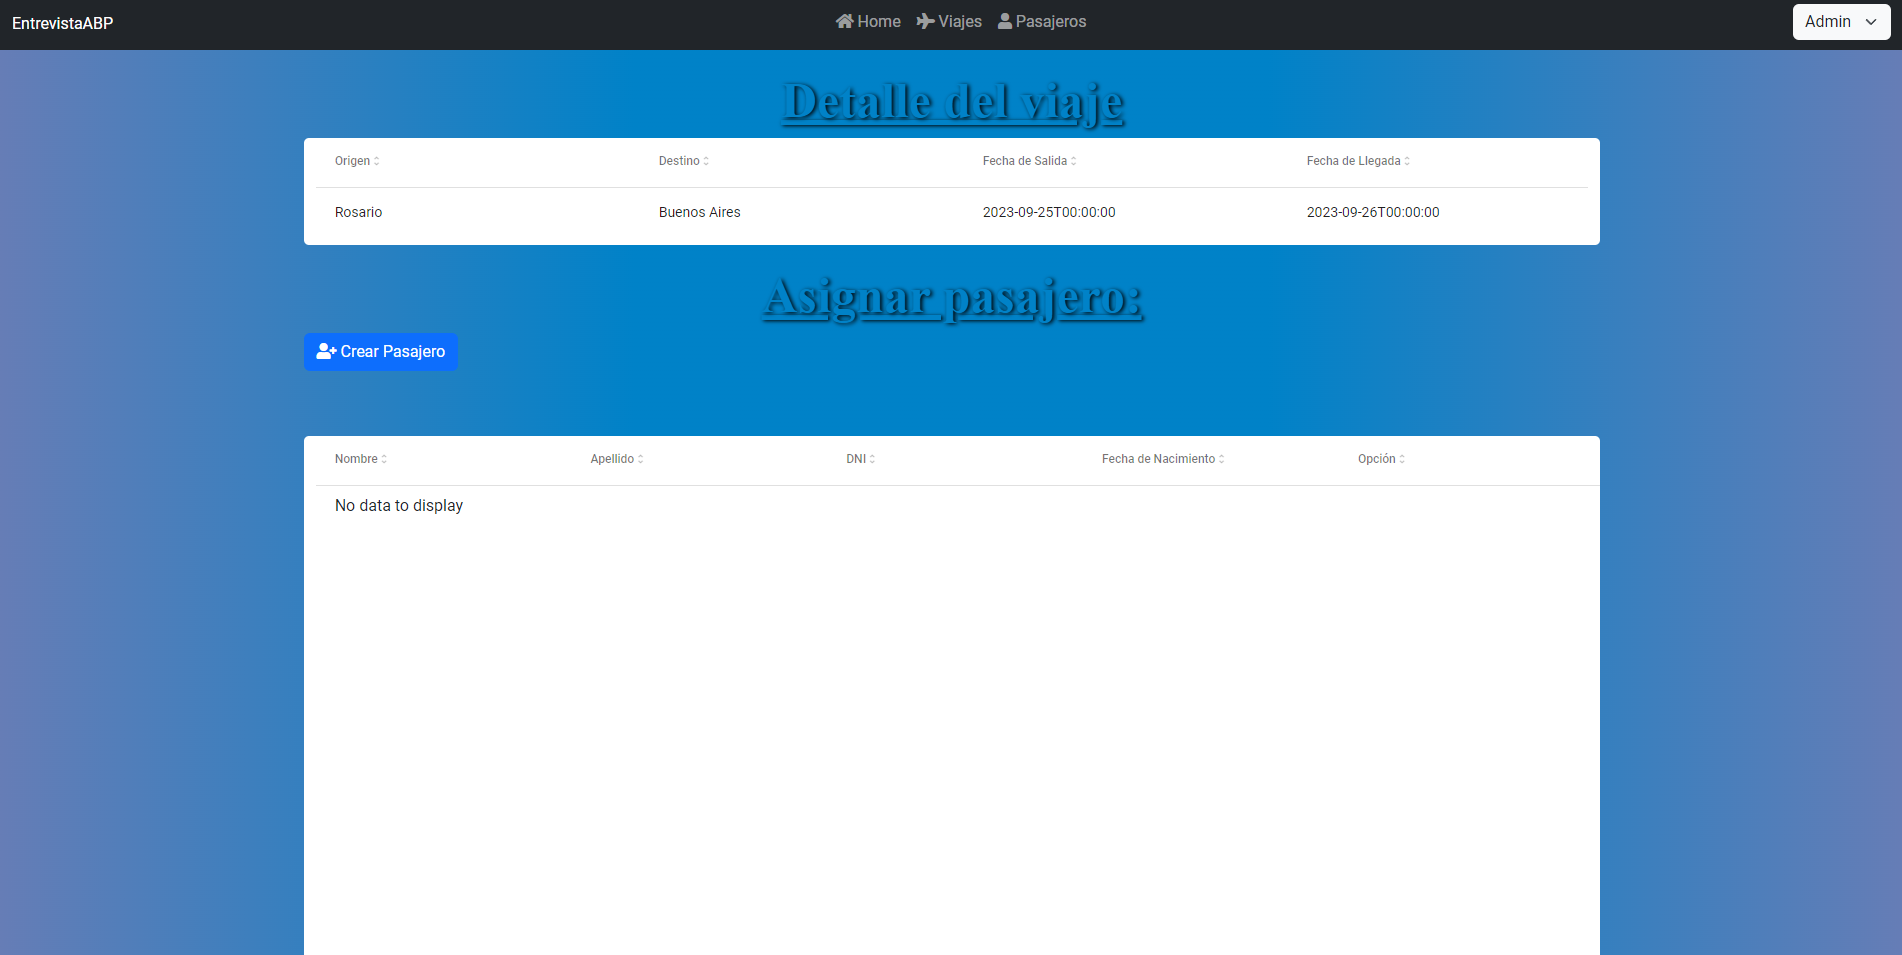 EntrevistaABP
Home Viajes Pasajeros
Admin
Detalle del viaje
Origen Destino Fecha de Salida Fecha de Llegada
Rosario Buenos Aires 2023-09-25T00:00:00 2023-09-26T00:00:00
Asignar pasajero:
Crear Pasajero
Nombre Apellido DNI Fecha de Nacimiento Opción
No data to display